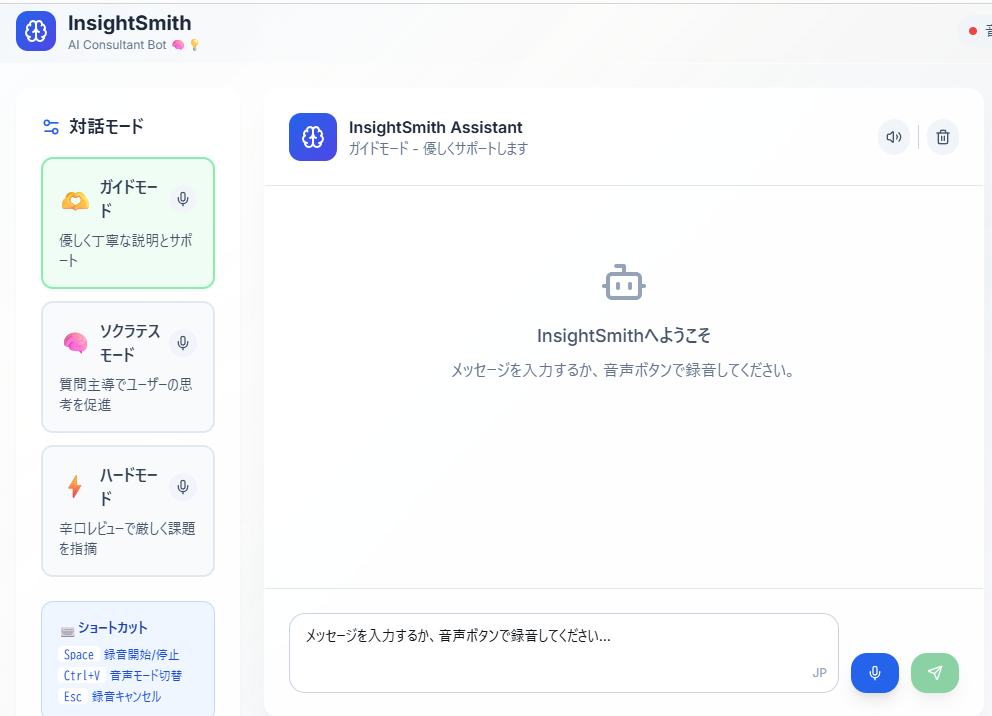 InsightSmith
AI Consultant Bot 🧠💡
音
対話モード
ガイドモー
ド
優しく丁寧な説明とサポ
ート
ソクラテス
モード
質問主導でユーザーの思
考を促進
ハードモー
ド
辛口レビューで厳しく課題
を指摘
ショートカット
Space 録音開始/停止
Ctrl+V 音声モード切替
Esc 録音キャンセル
InsightSmith Assistant
ガイドモード - 優しくサポートします
InsightSmithへようこそ
メッセージを入力するか、音声ボタンで録音してください。
メッセージを入力するか、音声ボタンで録音してください...
JP